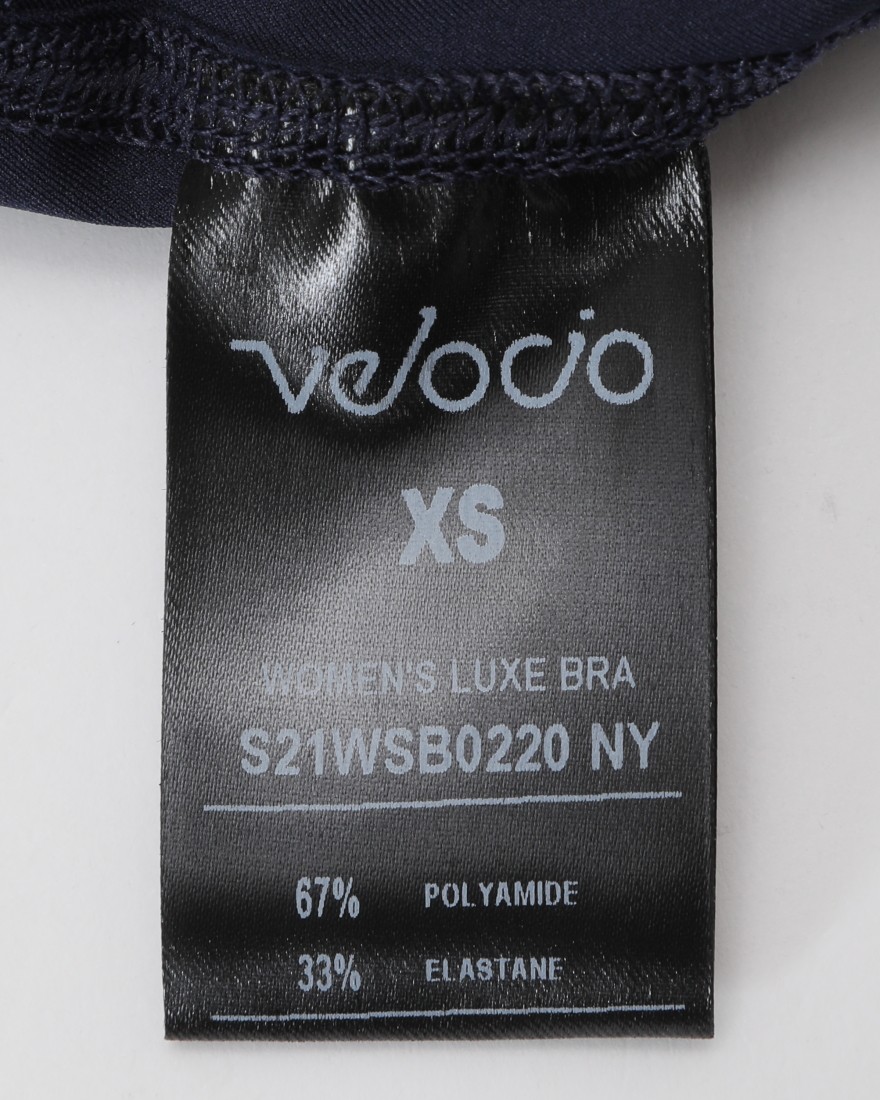 velocio
XS
WOMEN'S LUXE BRA
S21WSB0220 NY
67% POLYAMIDE
33% ELASTANE